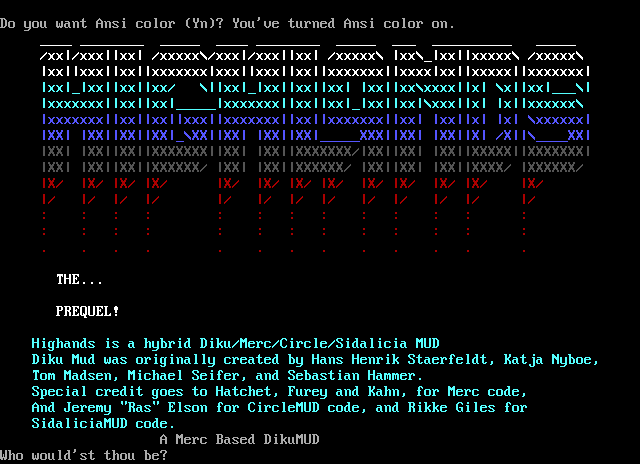 Do you want Ansi color (Yn)? You've turned Ansi color on.
HIGHLANDS
THE...
PREQUEL!
Highands is a hybrid Diku/Merc/Circle/Sidalicia MUD
Diku Mud was originally created by Hans Henrik Staerfeldt, Katja Nyboe,
Tom Madsen, Michael Seifer, and Sebastian Hammer.
Special credit goes to Hatchet, Furey and Kahn, for Merc code,
And Jeremy "Ras" Elson for CircleMUD code, and Rikke Giles for
SidaliciaMUD code.
A Merc Based DikuMUD
Who would'st thou be?